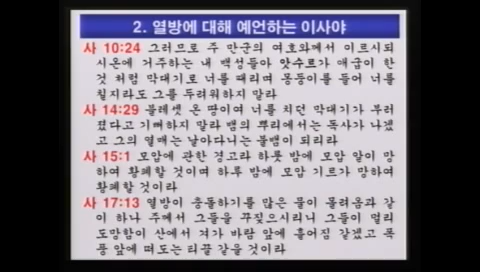 2. 열방에 대해 예언하는 이사야
사 10:24 그러므로 주 만군의 여호와께서 이르시되
시온에 거주하는 내 백성들아 앗수르가 애굽이 한
것 처럼 막대기로 너를 때리며 몽둥이를 들어 너를
칠지라도 그를 두려워하지 말라
사 14:29 블레셋 온 땅이여 너를 치던 막대기가 부러
졌다고 기뻐하지 말라 뱀의 뿌리에서는 독사가 나겠
고 그의 열매는 날아다니는 불뱀이 되리라
사 15:1 모압에 관한 경고라 하룻 밤에 모압 알이 망
하여 황폐할 것이며 하루 밤에 모압 기르가 망하여
황폐할 것이라
사 17:13 열방이 충돌하기를 많은 물이 몰려옴과 같
이 하나 주께서 그들을 꾸짖으시리니 그들이 멀리
도망함이 산에서 겨가 바람 앞에 흩어짐 같겠고 폭
풍 앞에 떠도는 티끌 같을 것이라